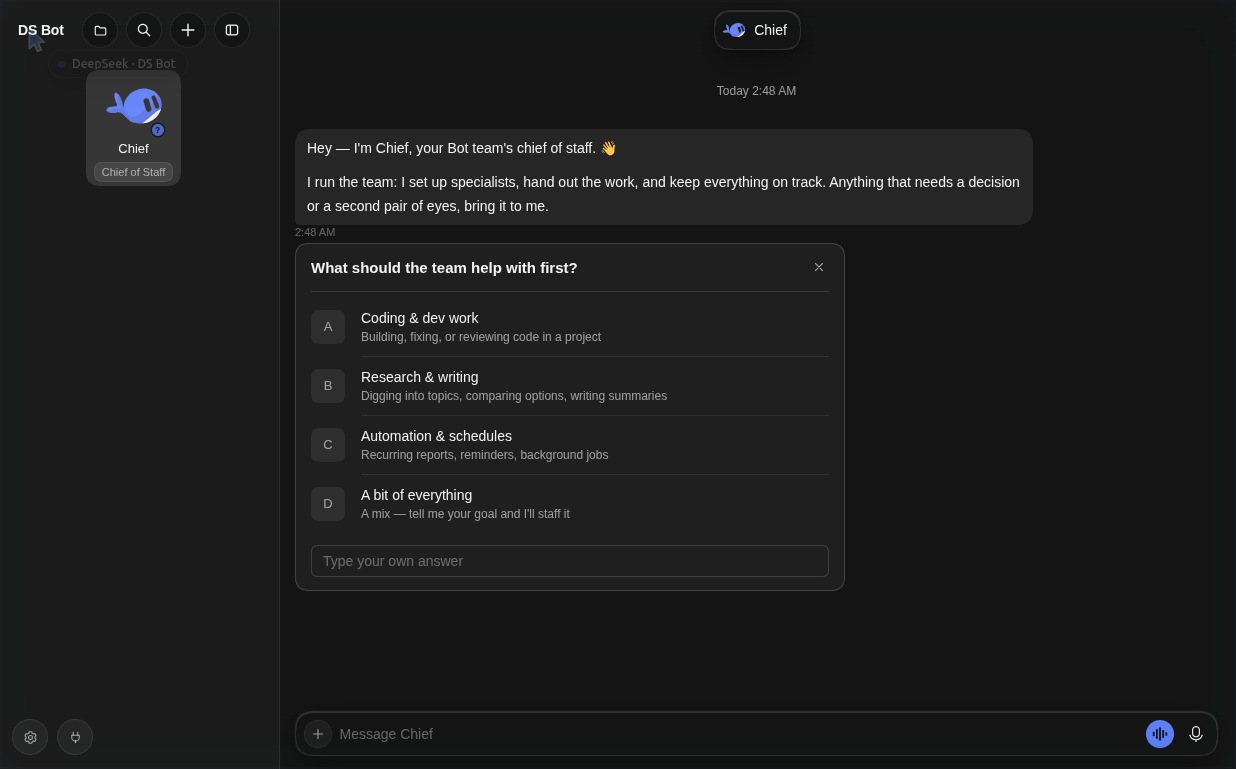 DS Bot
DeepSeek · DS Bot
?
Chief
Chief of Staff
Chief
Today 2:48 AM
Hey — I'm Chief, your Bot team's chief of staff. 👋
I run the team: I set up specialists, hand out the work, and keep everything on track. Anything that needs a decision
or a second pair of eyes, bring it to me.
2:48 AM
What should the team help with first?
A
Coding & dev work
Building, fixing, or reviewing code in a project
B
Research & writing
Digging into topics, comparing options, writing summaries
C
Automation & schedules
Recurring reports, reminders, background jobs
D
A bit of everything
A mix — tell me your goal and I'll staff it
Type your own answer
Message Chief